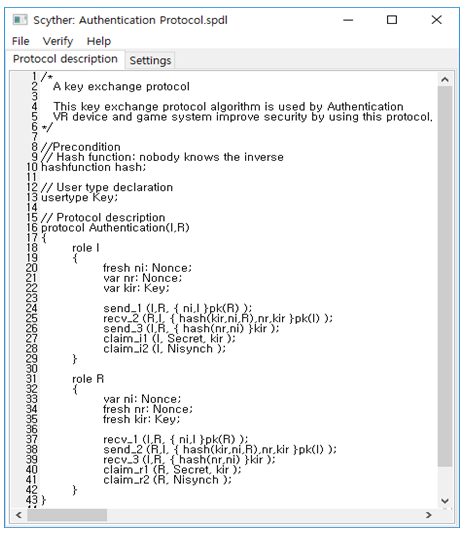 Scyther: Authentication Protocol.spdl
File Verify Help
Protocol description Settings
1 /*
2 A key exchange protocol
3
4 This key exchange protocol algorithm is used by Authentication
5 VR device and game system improve security by using this protocol.
6 */
7
8 //Precondition
9 // Hash function: nobody knows the inverse
10 hashfunction hash;
11
12 // User type declaration
13 usertype Key;
14
15 // Protocol description
16 protocol Authentication(I,R)
17 {
18 role I
19 {
20 fresh ni: Nonce;
21 var nr: Nonce;
22 var kir: Key;
23
24 send_1 (I,R, { ni,I }pk(R) );
25 recv_2 (R,I, { hash(kir,ni,R),nr,kir }pk(I) );
26 send_3 (I,R, { hash(nr,ni) }kir );
27 claim_i1 (I, Secret, kir );
28 claim_i2 (I, Nisynch );
29 }
30
31 role R
32 {
33 var ni: Nonce;
34 fresh nr: Nonce;
35 fresh kir: Key;
36
37 recv_1 (I,R, { ni,I }pk(R) );
38 send_2 (R,I, { hash(kir,ni,R),nr,kir }pk(I) );
39 recv_3 (I,R, { hash(nr,ni) }kir );
40 claim_r1 (R, Secret, kir );
41 claim_r2 (R, Nisynch );
42 }
43 }